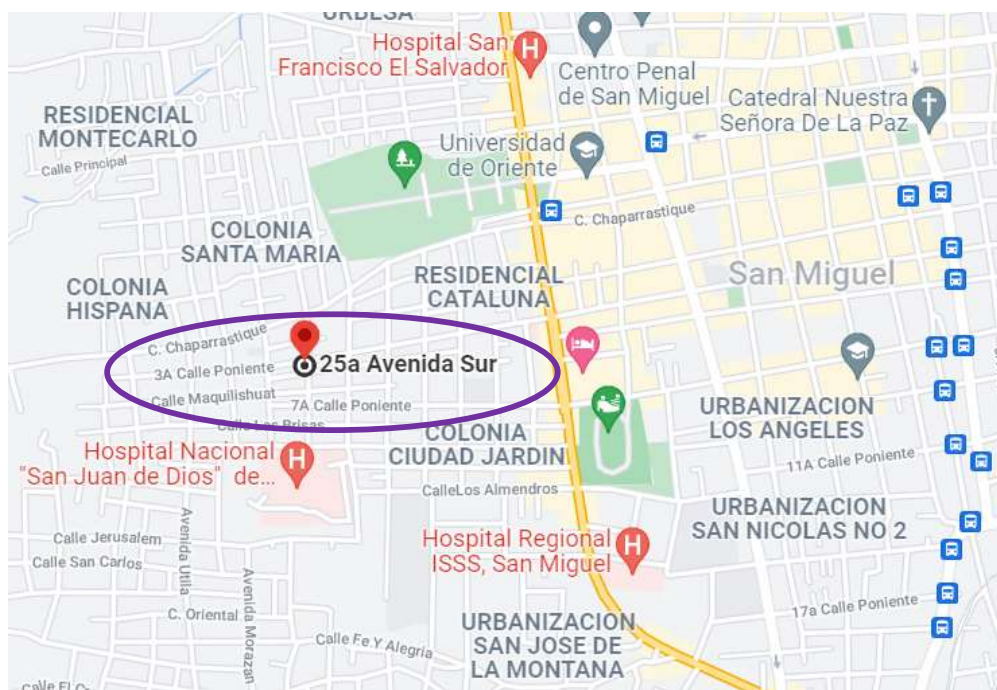 URBESA
Hospital San
Francisco El Salvador
Centro Penal
de San Miguel
Catedral Nuestra
Señora De La Paz
RESIDENCIAL
MONTECARLO
Calle Principal
Universidad
de Oriente
C. Chaparrastique
COLONIA
SANTA MARIA
COLONIA
HISPANA
RESIDENCIAL
CATALUNA
San Miguel
C. Chaparrastique
3A Calle Poniente
25a Avenida Sur
Calle Maquilishuat
7A Calle Poniente
Calle Las Brisas
URBANIZACION
LOS ANGELES
COLONIA
CIUDAD JARDIN
Hospital Nacional
"San Juan de Dios" de...
11A Calle Poniente
CalleLos Almendros
URBANIZACION
SAN NICOLAS NO 2
Avenida Utila
Calle Jerusalem
Calle San Carlos
Hospital Regional
ISSS, San Miguel
Avenida Morazan
C. Oriental
17a Calle Poniente
URBANIZACION
SAN JOSE DE
LA MONTANA
Calle Fe Y Alegria